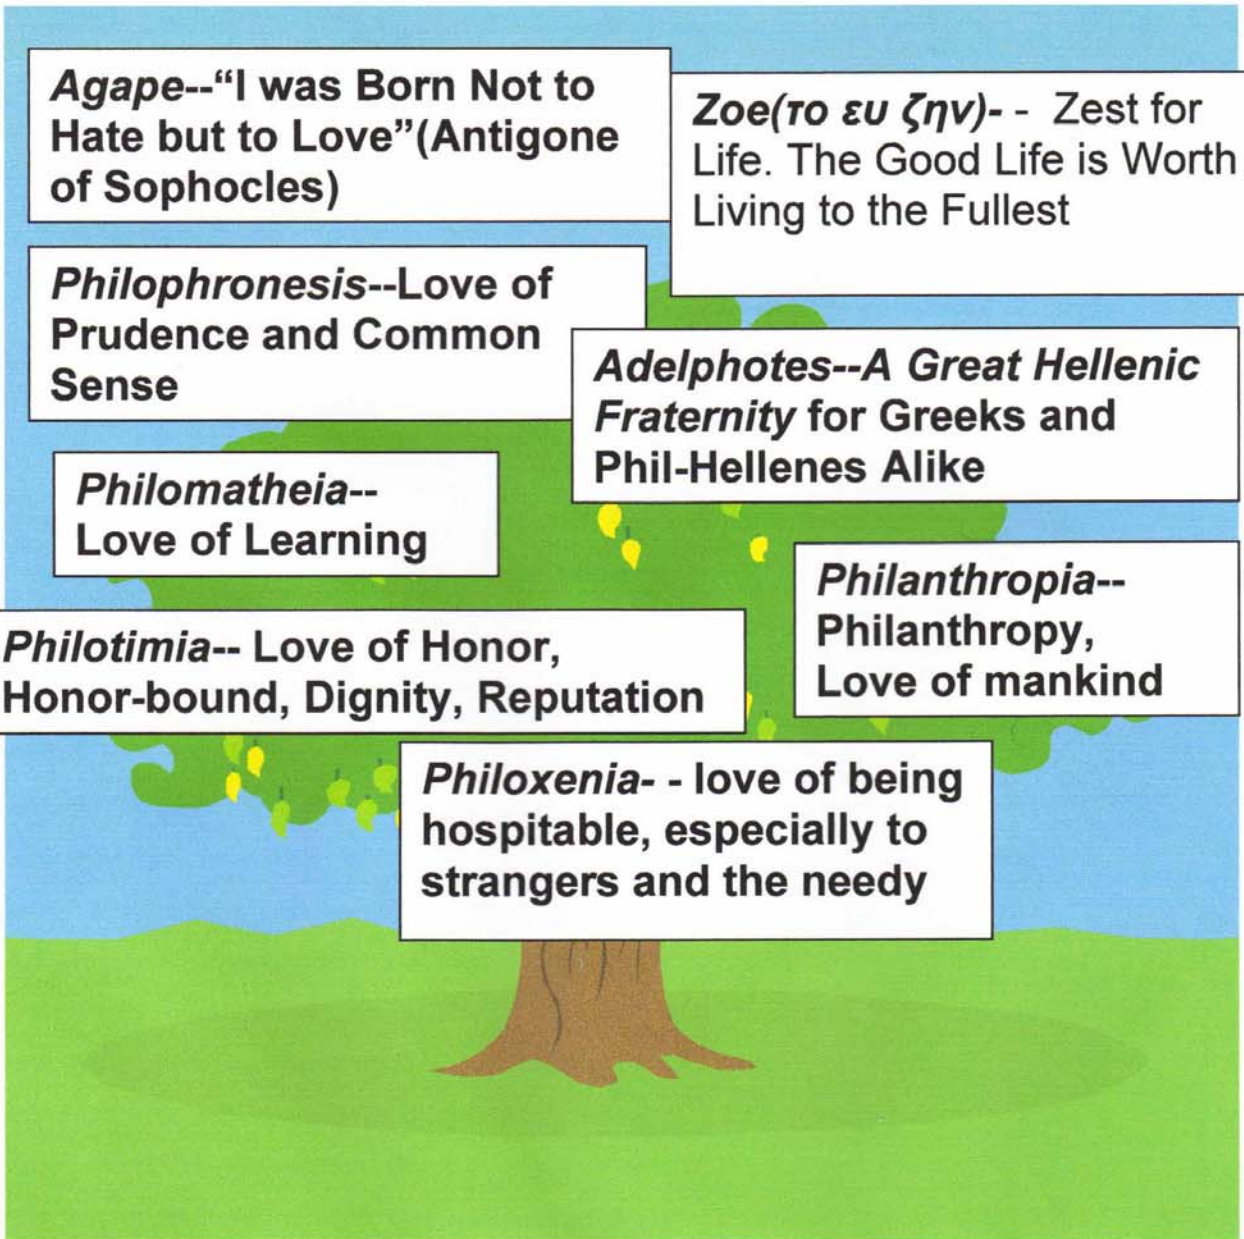 Agape--“I was Born Not to
Hate but to Love”(Antigone
of Sophocles)
Zoe(το ευ ζην)- - Zest for
Life. The Good Life is Worth
Living to the Fullest
Philophronesis--Love of
Prudence and Common
Sense
Adelphotes--A Great Hellenic
Fraternity for Greeks and
Phil-Hellenes Alike
Philomatheia--
Love of Learning
Philanthropia--
Philanthropy,
Love of mankind
Philotimia-- Love of Honor,
Honor-bound, Dignity, Reputation
Philoxenia- - love of being
hospitable, especially to
strangers and the needy